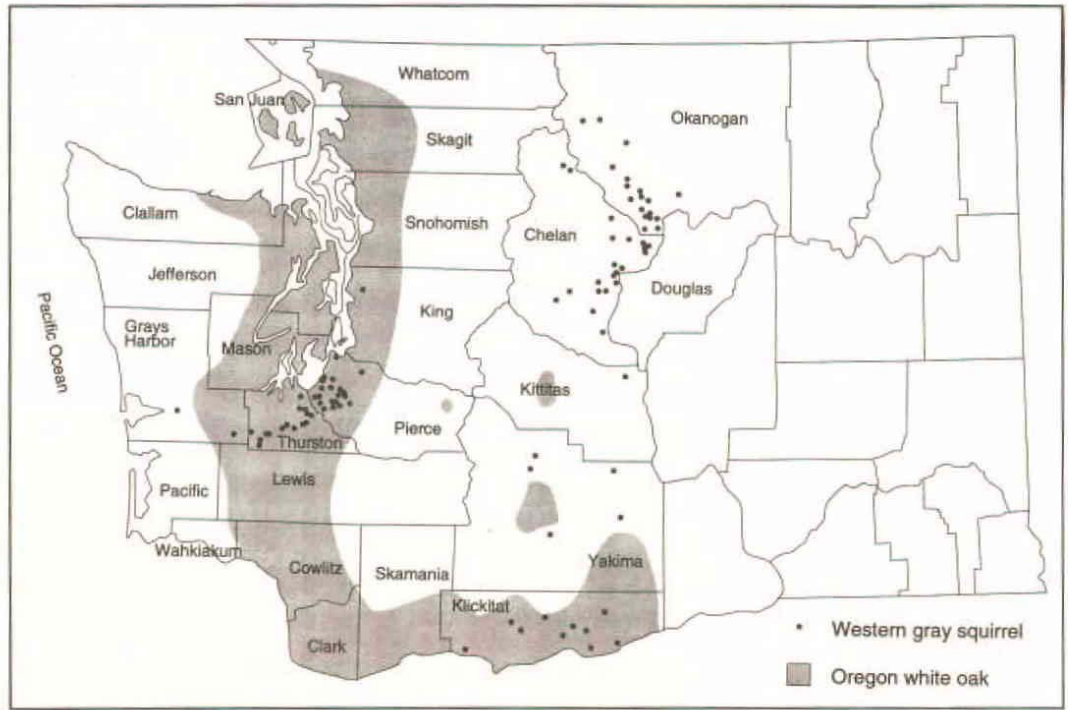 Whatcom
San Juan
Okanogan
Skagit
Clallam
Snohomish
Chelan
Jefferson
Douglas
Pacific Ocean
King
Grays
Harbor
Mason
Kittitas
Pierce
Thurston
Lewis
Pacific
Wahkiakum
Yakima
Cowlitz
Skamania
Klickitat
Clark
Western gray squirrel
Oregon white oak